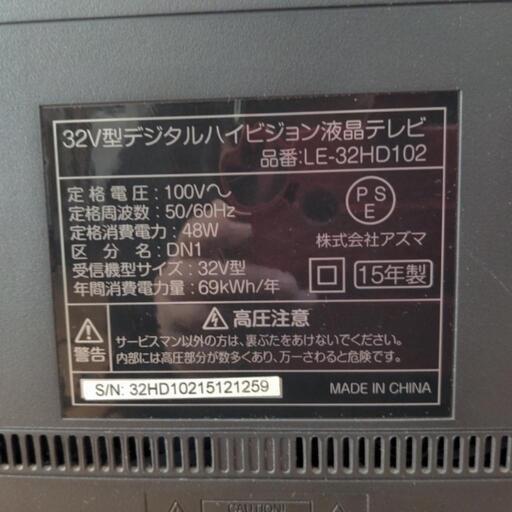 32V型デジタルハイビジョン液晶テレビ
品番:LE-32HD102
定格電圧:100V～
定格周波数:50/60Hz
定格消費電力:48W
区分名:DN1
受信機型サイズ:32V型
年間消費電力量:69kWh/年
PS
E
株式会社アズマ
15年製
高圧注意
警告
サービスマン以外の方は、裏ぶたをあけないでください。
内部には高圧部分が数多くあり、万一さわると危険です。
S/N: 32HD10215121259
MADE IN CHINA
CAUTION!